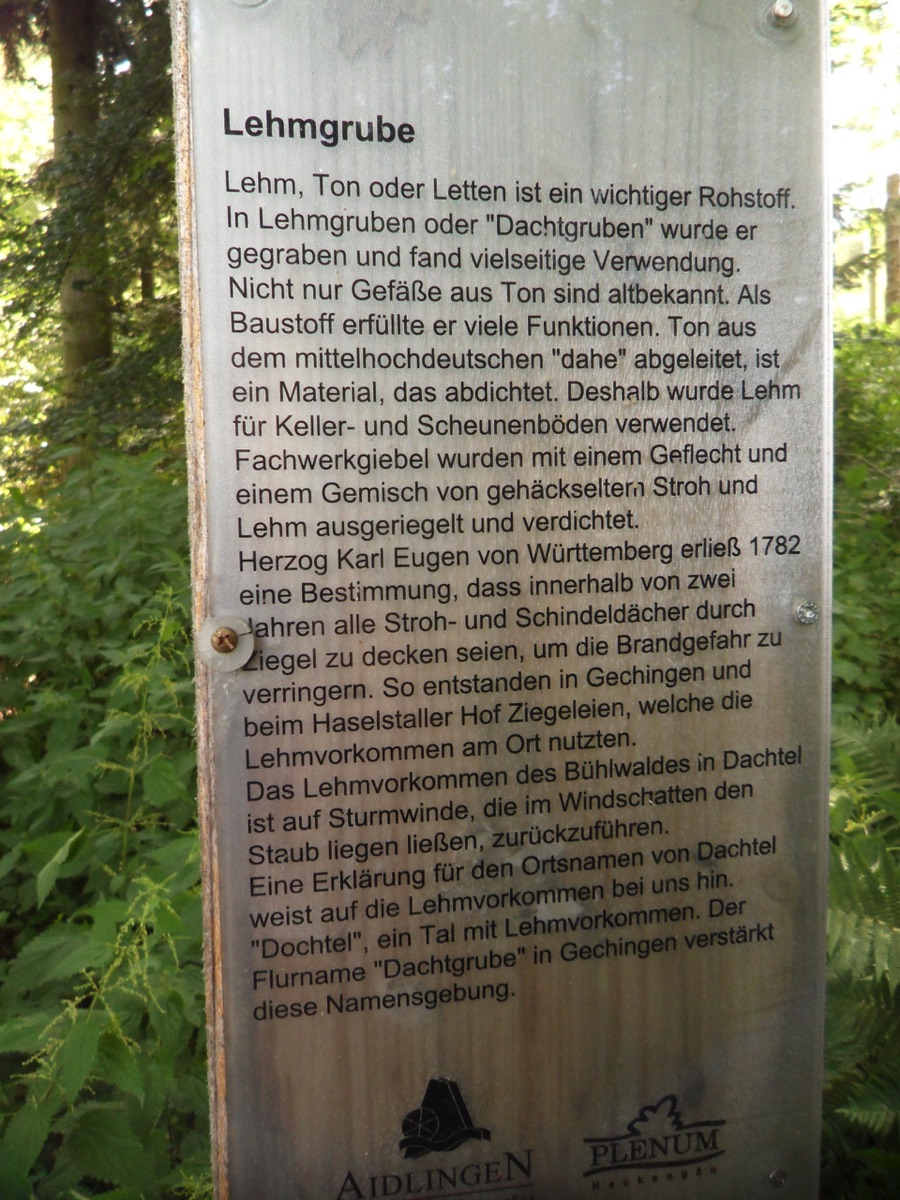 Lehmgrube
Lehm, Ton oder Letten ist ein wichtiger Rohstoff.
In Lehmgruben oder "Dachtgruben" wurde er
gegraben und fand vielseitige Verwendung.
Nicht nur Gefäße aus Ton sind altbekannt. Als
Baustoff erfüllte er viele Funktionen. Ton aus
dem mittelhochdeutschen "dahe" abgeleitet, ist
ein Material, das abdichtet. Deshalb wurde Lehm
für Keller- und Scheunenböden verwendet.
Fachwerkgiebel wurden mit einem Geflecht und
einem Gemisch von gehäckseltem Stroh und
Lehm ausgeriegelt und verdichtet.
Herzog Karl Eugen von Württemberg erließ 1782
eine Bestimmung, dass innerhalb von zwei
Jahren alle Stroh- und Schindeldächer durch
Ziegel zu decken seien, um die Brandgefahr zu
verringern. So entstanden in Gechingen und
beim Haselstaller Hof Ziegeleien, welche die
Lehmvorkommen am Ort nutzten.
Das Lehmvorkommen des Bühlwaldes in Dachtel
ist auf Sturmwinde, die im Windschatten den
Staub liegen ließen, zurückzuführen.
Eine Erklärung für den Ortsnamen von Dachtel
weist auf die Lehmvorkommen bei uns hin.
"Dochtel", ein Tal mit Lehmvorkommen. Der
Flurname "Dachtgrube" in Gechingen verstärkt
diese Namensgebung.
AIDLINGEN
PLENUM
Heckengäu